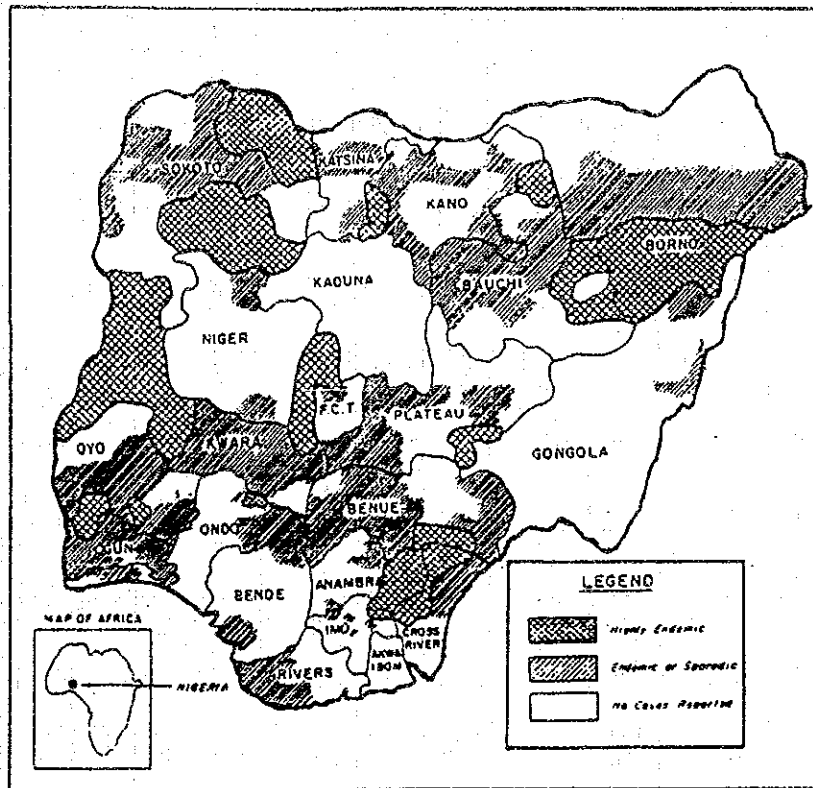 SOKOTO
KATSINA
KANO
BORNO
KADUNA
BAUCHI
NIGER
F.C.T.
PLATEAU
KWARA
OYO
GONGOLA
BENUE
ONDO
OGUN
BENDE
ANAMBRA
IMO
CROSS
RIVER
AKWA
IBOM
RIVERS
MAP OF AFRICA
NIGERIA
LEGEND
Highly Endemic
Endemic or Sporadic
No Cases Reported